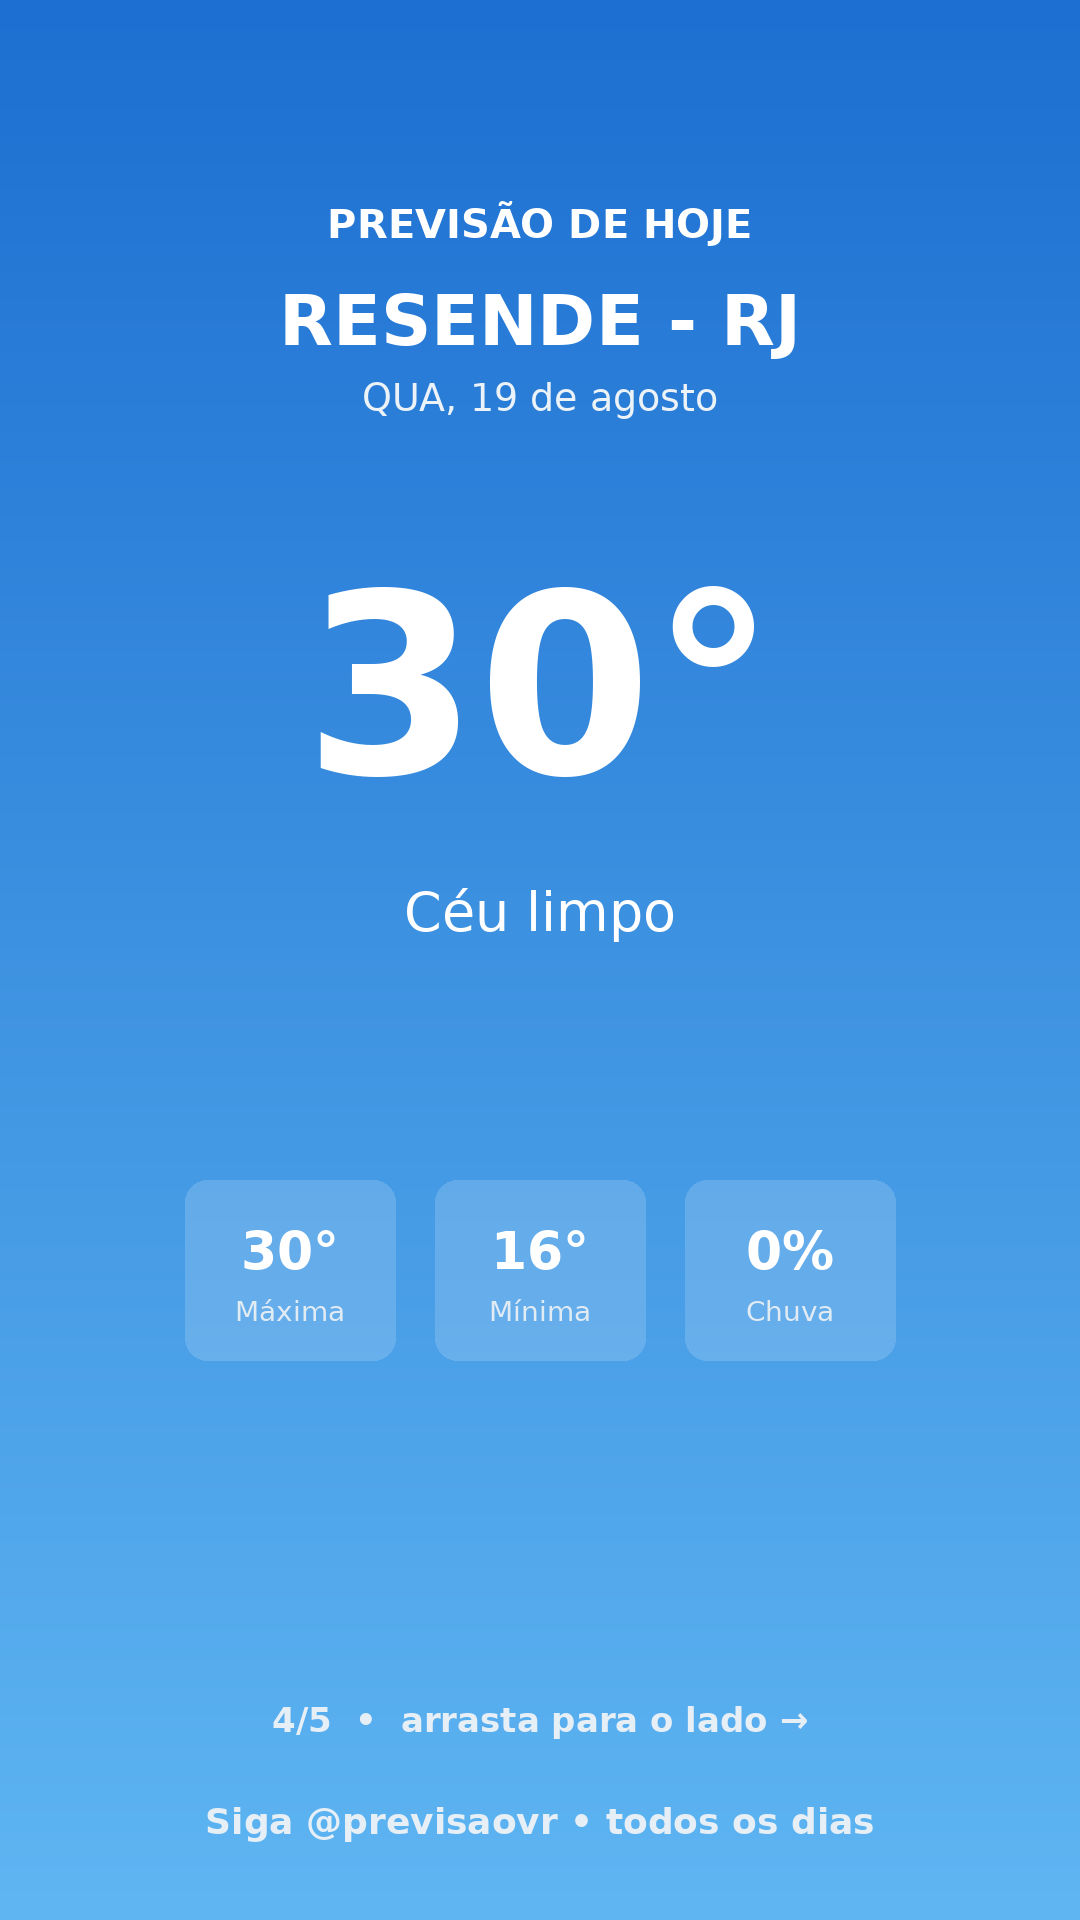 PREVISÃO DE HOJE
RESENDE - RJ
QUA, 19 de agosto
30°
Céu limpo
30°
Máxima
16°
Mínima
0%
Chuva
4/5 • arrasta para o lado →
Siga @previsaovr • todos os dias